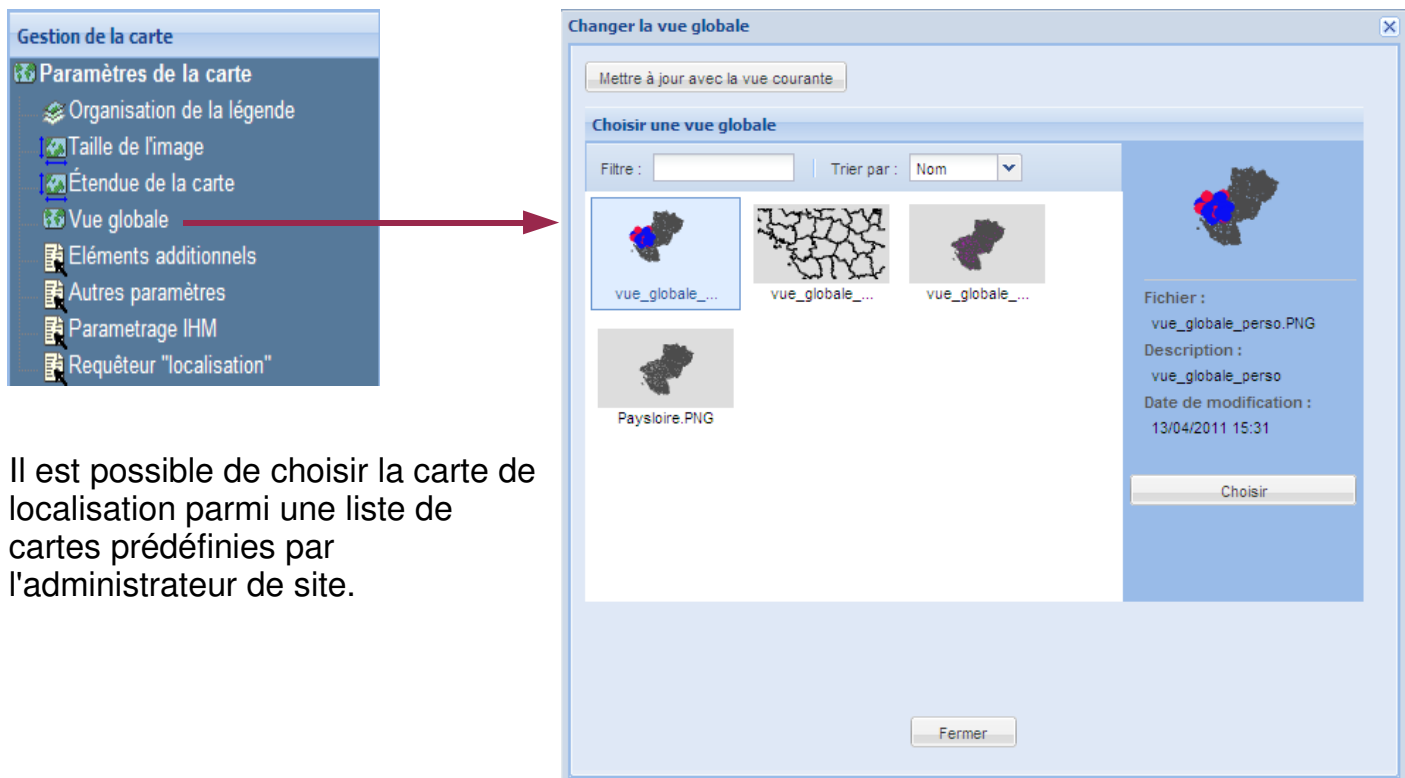 Gestion de la carte
Paramètres de la carte
Organisation de la légende
Taille de l'image
Étendue de la carte
Vue globale
Eléments additionnels
Autres paramètres
Parametrage IHM
Requêteur "localisation"
Il est possible de choisir la carte de
localisation parmi une liste de
cartes prédéfinies par
l'administrateur de site.
Changer la vue globale
Mettre à jour avec la vue courante
Choisir une vue globale
Filtre :
Trier par : Nom
vue_globale_... vue_globale_... vue_globale_...
Paysloire.PNG
Fichier :
vue_globale_perso.PNG
Description :
vue_globale_perso
Date de modification :
13/04/2011 15:31
Choisir
Fermer